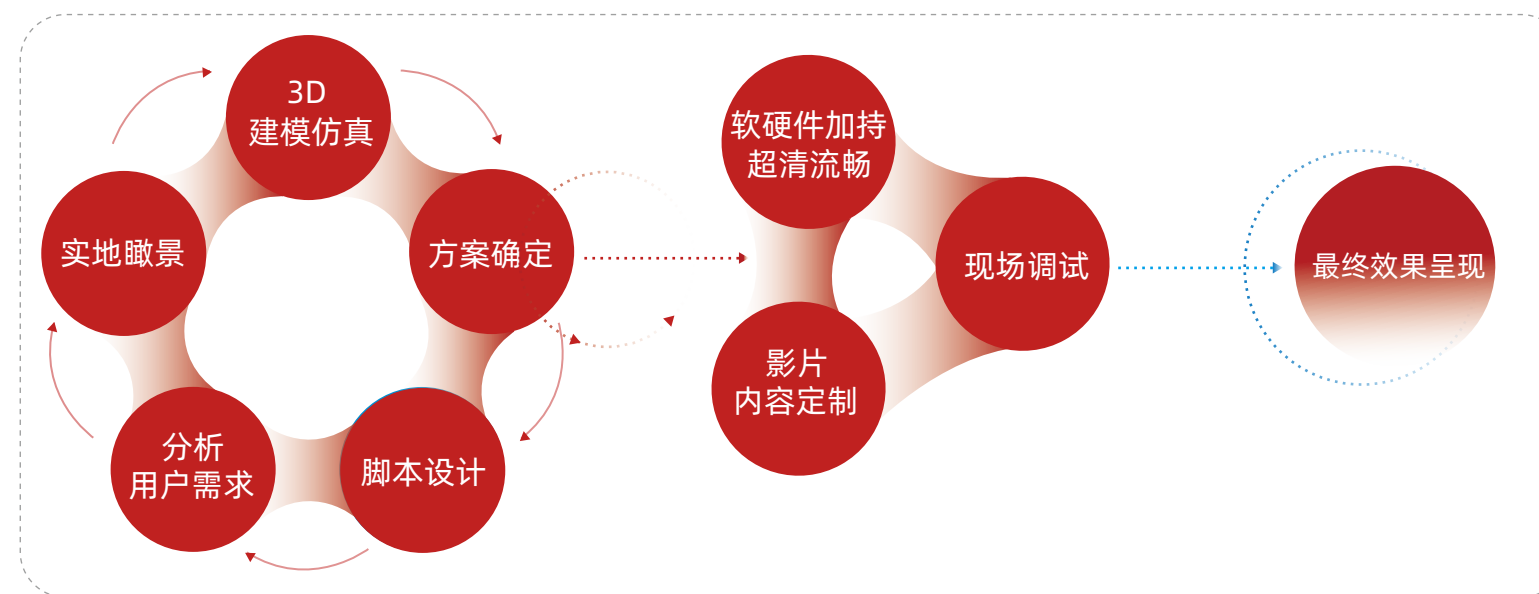 3D
建模仿真
实地瞰景
方案确定
分析
用户需求
脚本设计
软硬件加持
超清流畅
影片
内容定制
现场调试
最终效果呈现